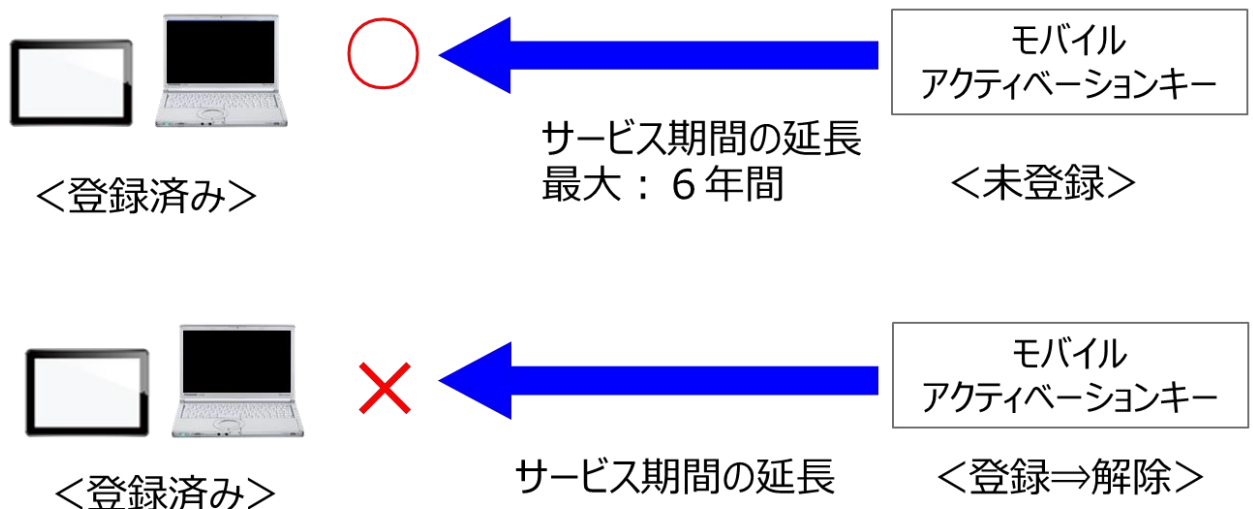 モバイル
アクティベーションキー
サービス期間の延長
最大：６年間
＜登録済み＞
＜未登録＞
モバイル
アクティベーションキー
サービス期間の延長
＜登録⇒解除＞
＜登録済み＞